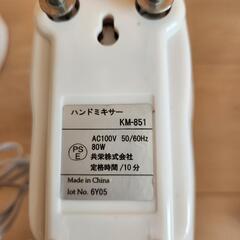 ハンドミキサー
KM-851
PS
E
AC100V 50/60Hz
80W
共栄株式会社
定格時間/10分
Made in China
Lot No. 6Y05